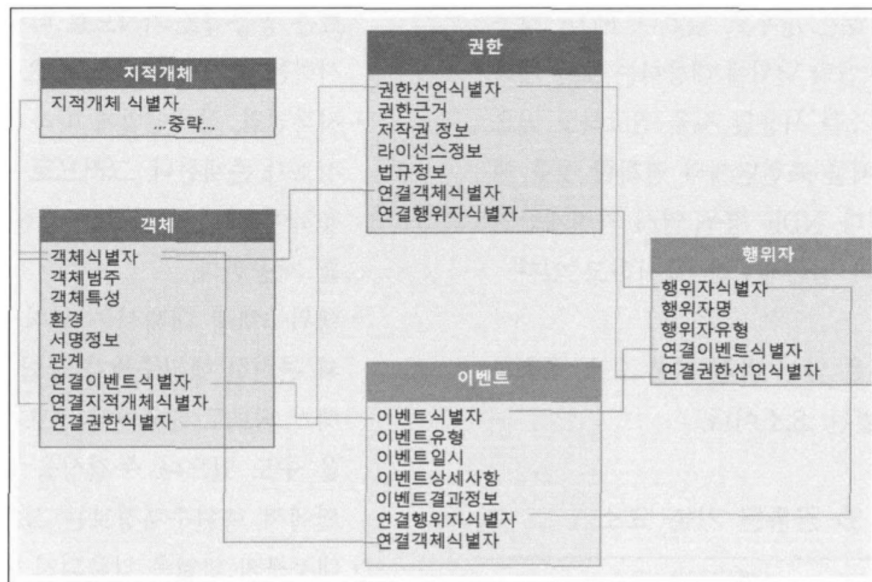 지적개체
지적개체 식별자
...중략...
객체
객체식별자
객체범주
객체특성
환경
서명정보
관계
연결이벤트식별자
연결지적개체식별자
연결권한식별자
권한
권한선언식별자
권한근거
저작권 정보
라이선스정보
법규정보
연결객체식별자
연결행위자식별자
이벤트
이벤트식별자
이벤트유형
이벤트일시
이벤트상세사항
이벤트결과정보
연결행위자식별자
연결객체식별자
행위자
행위자식별자
행위자명
행위자유형
연결이벤트식별자
연결권한선언식별자